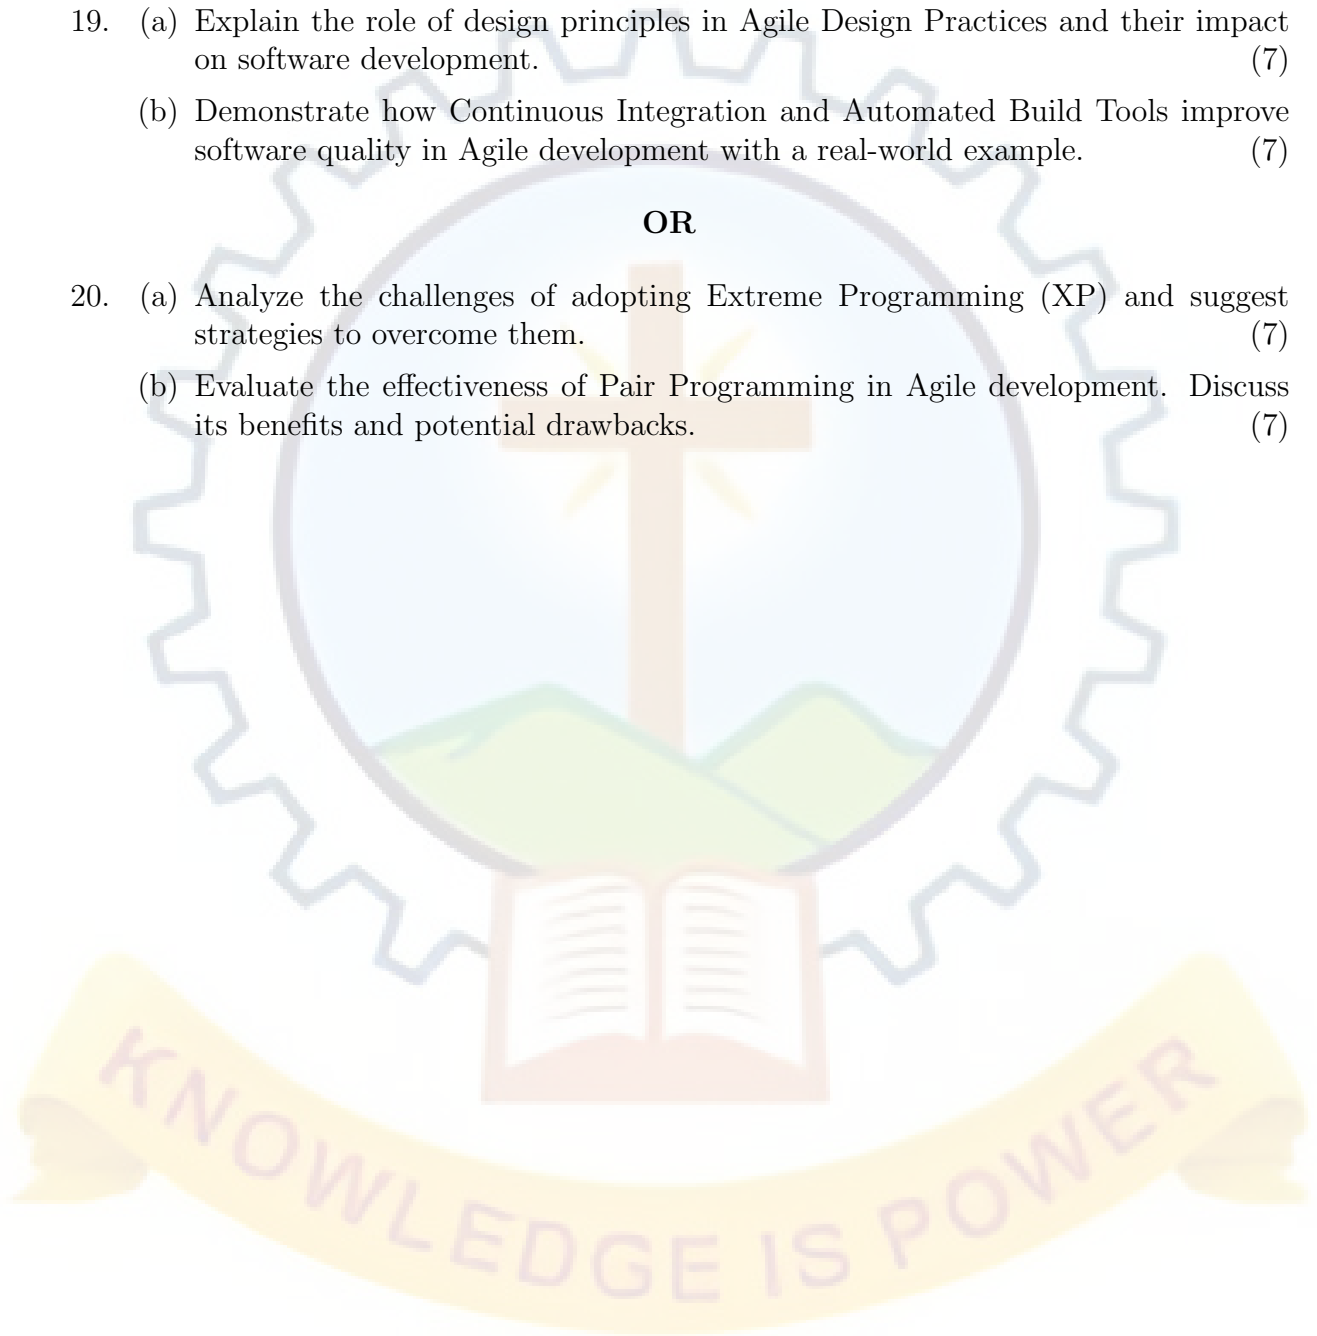 19. (a) Explain the role of design principles in Agile Design Practices and their impact
on software development. (7)
(b) Demonstrate how Continuous Integration and Automated Build Tools improve
software quality in Agile development with a real-world example. (7)
OR
20. (a) Analyze the challenges of adopting Extreme Programming (XP) and suggest
strategies to overcome them. (7)
(b) Evaluate the effectiveness of Pair Programming in Agile development. Discuss
its benefits and potential drawbacks. (7)
KNOWLEDGE IS POWER